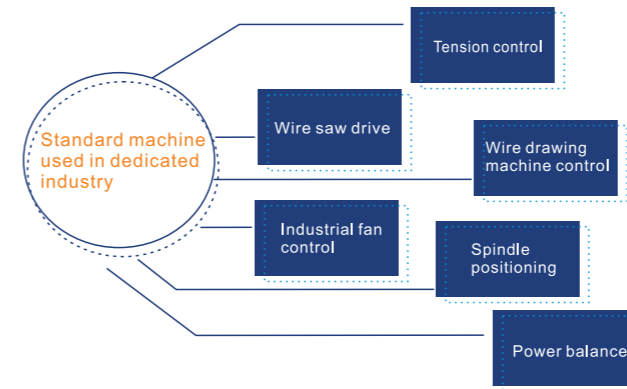 Tension control
Standard machine
used in dedicated
industry
Wire saw drive
Wire drawing
machine control
Industrial fan
control
Spindle
positioning
Power balance